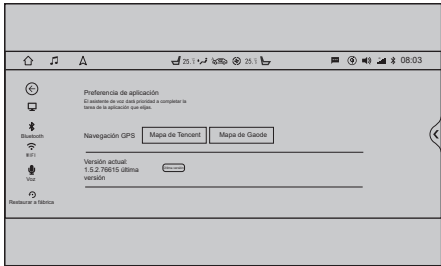 25.5
25.5
08:03
Preferencia de aplicación
El asistente de voz dará prioridad a completar la
tarea de la aplicación que elijas.
Bluetooth
Navegación GPS
Mapa de Tencent
Mapa de Gaode
WIFI
Versión actual:
1.5.2.76615 última
versión
Voz
Restaurar a fábrica